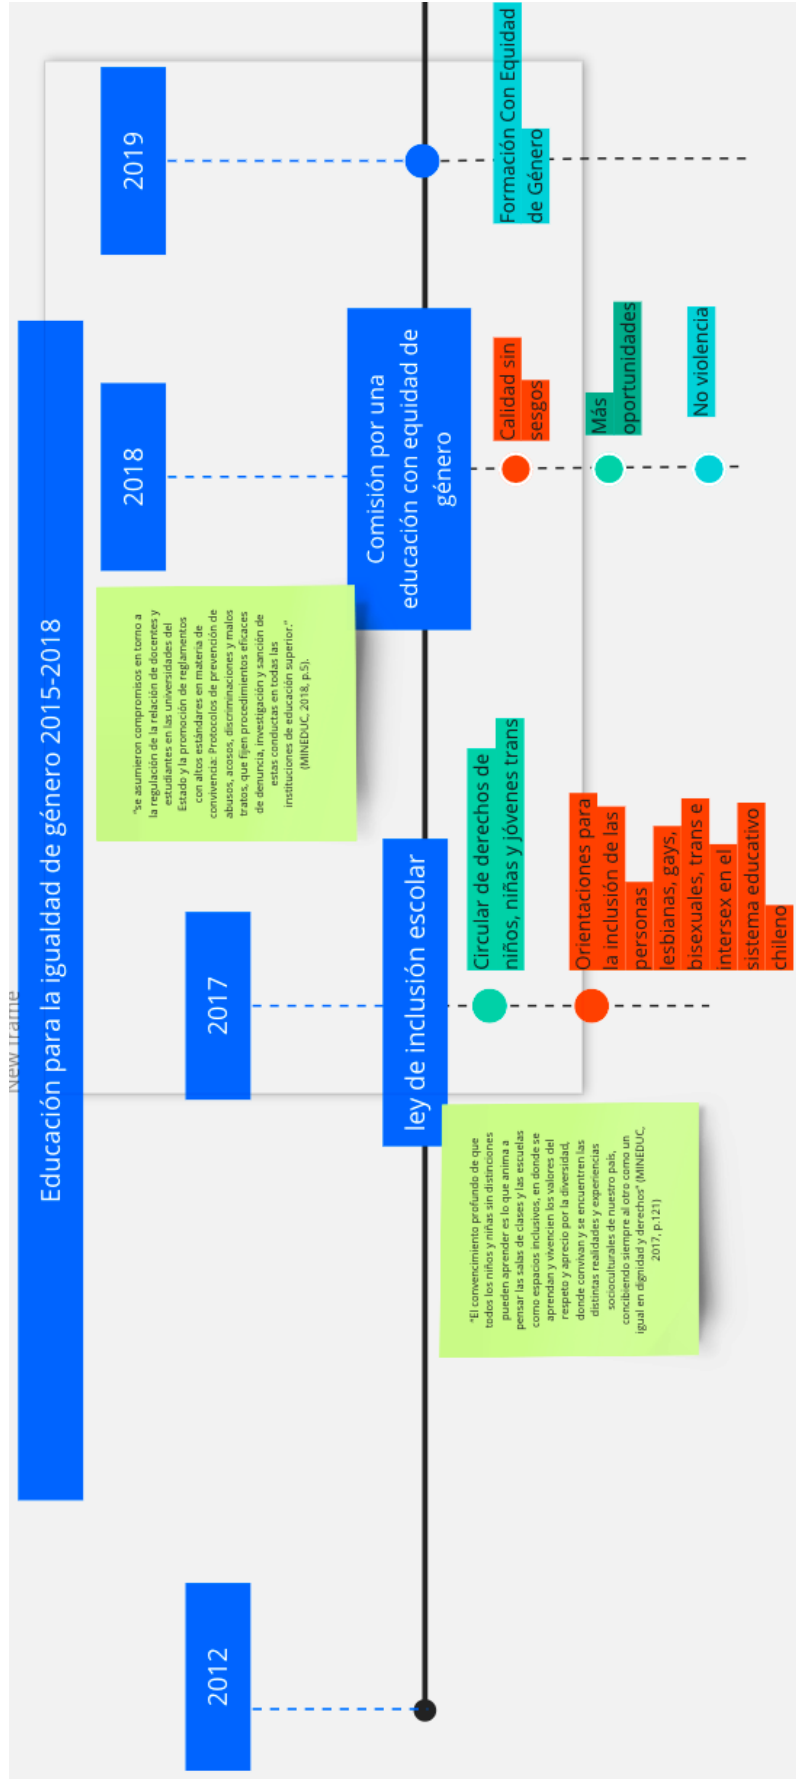 New frame
Educación para la igualdad de género 2015-2018
2012
2017
2018
2019
ley de inclusión escolar
"El convencimiento profundo de que
todos los niños y niñas sin distinciones
pueden aprender es lo que anima a
pensar las salas de clases y las escuelas
como espacios inclusivos, en donde se
aprendan y vivencien los valores del
respeto y aprecio por la diversidad,
donde convivan y se encuentren las
distintas realidades y experiencias
socioculturales de nuestro país,
concibiendo siempre al otro como un
igual en dignidad y derechos" (MINEDUC,
2017, p.121)
Circular de derechos de
niños, niñas y jóvenes trans
Orientaciones para
la inclusión de las
personas
lesbianas, gays,
bisexuales, trans e
intersex en el
sistema educativo
chileno
"se asumieron compromisos en torno a
la regulación de la relación de docentes y
estudiantes en las universidades del
Estado y la promoción de reglamentos
con altos estándares en materia de
convivencia: Protocolos de prevención de
abusos, acosos, discriminaciones y malos
tratos, que fijen procedimientos eficaces
de denuncia, investigación y sanción de
estas conductas en todas las
instituciones de educación superior."
(MINEDUC, 2018, p.5).
Comisión por una
educación con equidad de
género
Calidad sin
sesgos
Más
oportunidades
No violencia
Formación Con Equidad
de Género